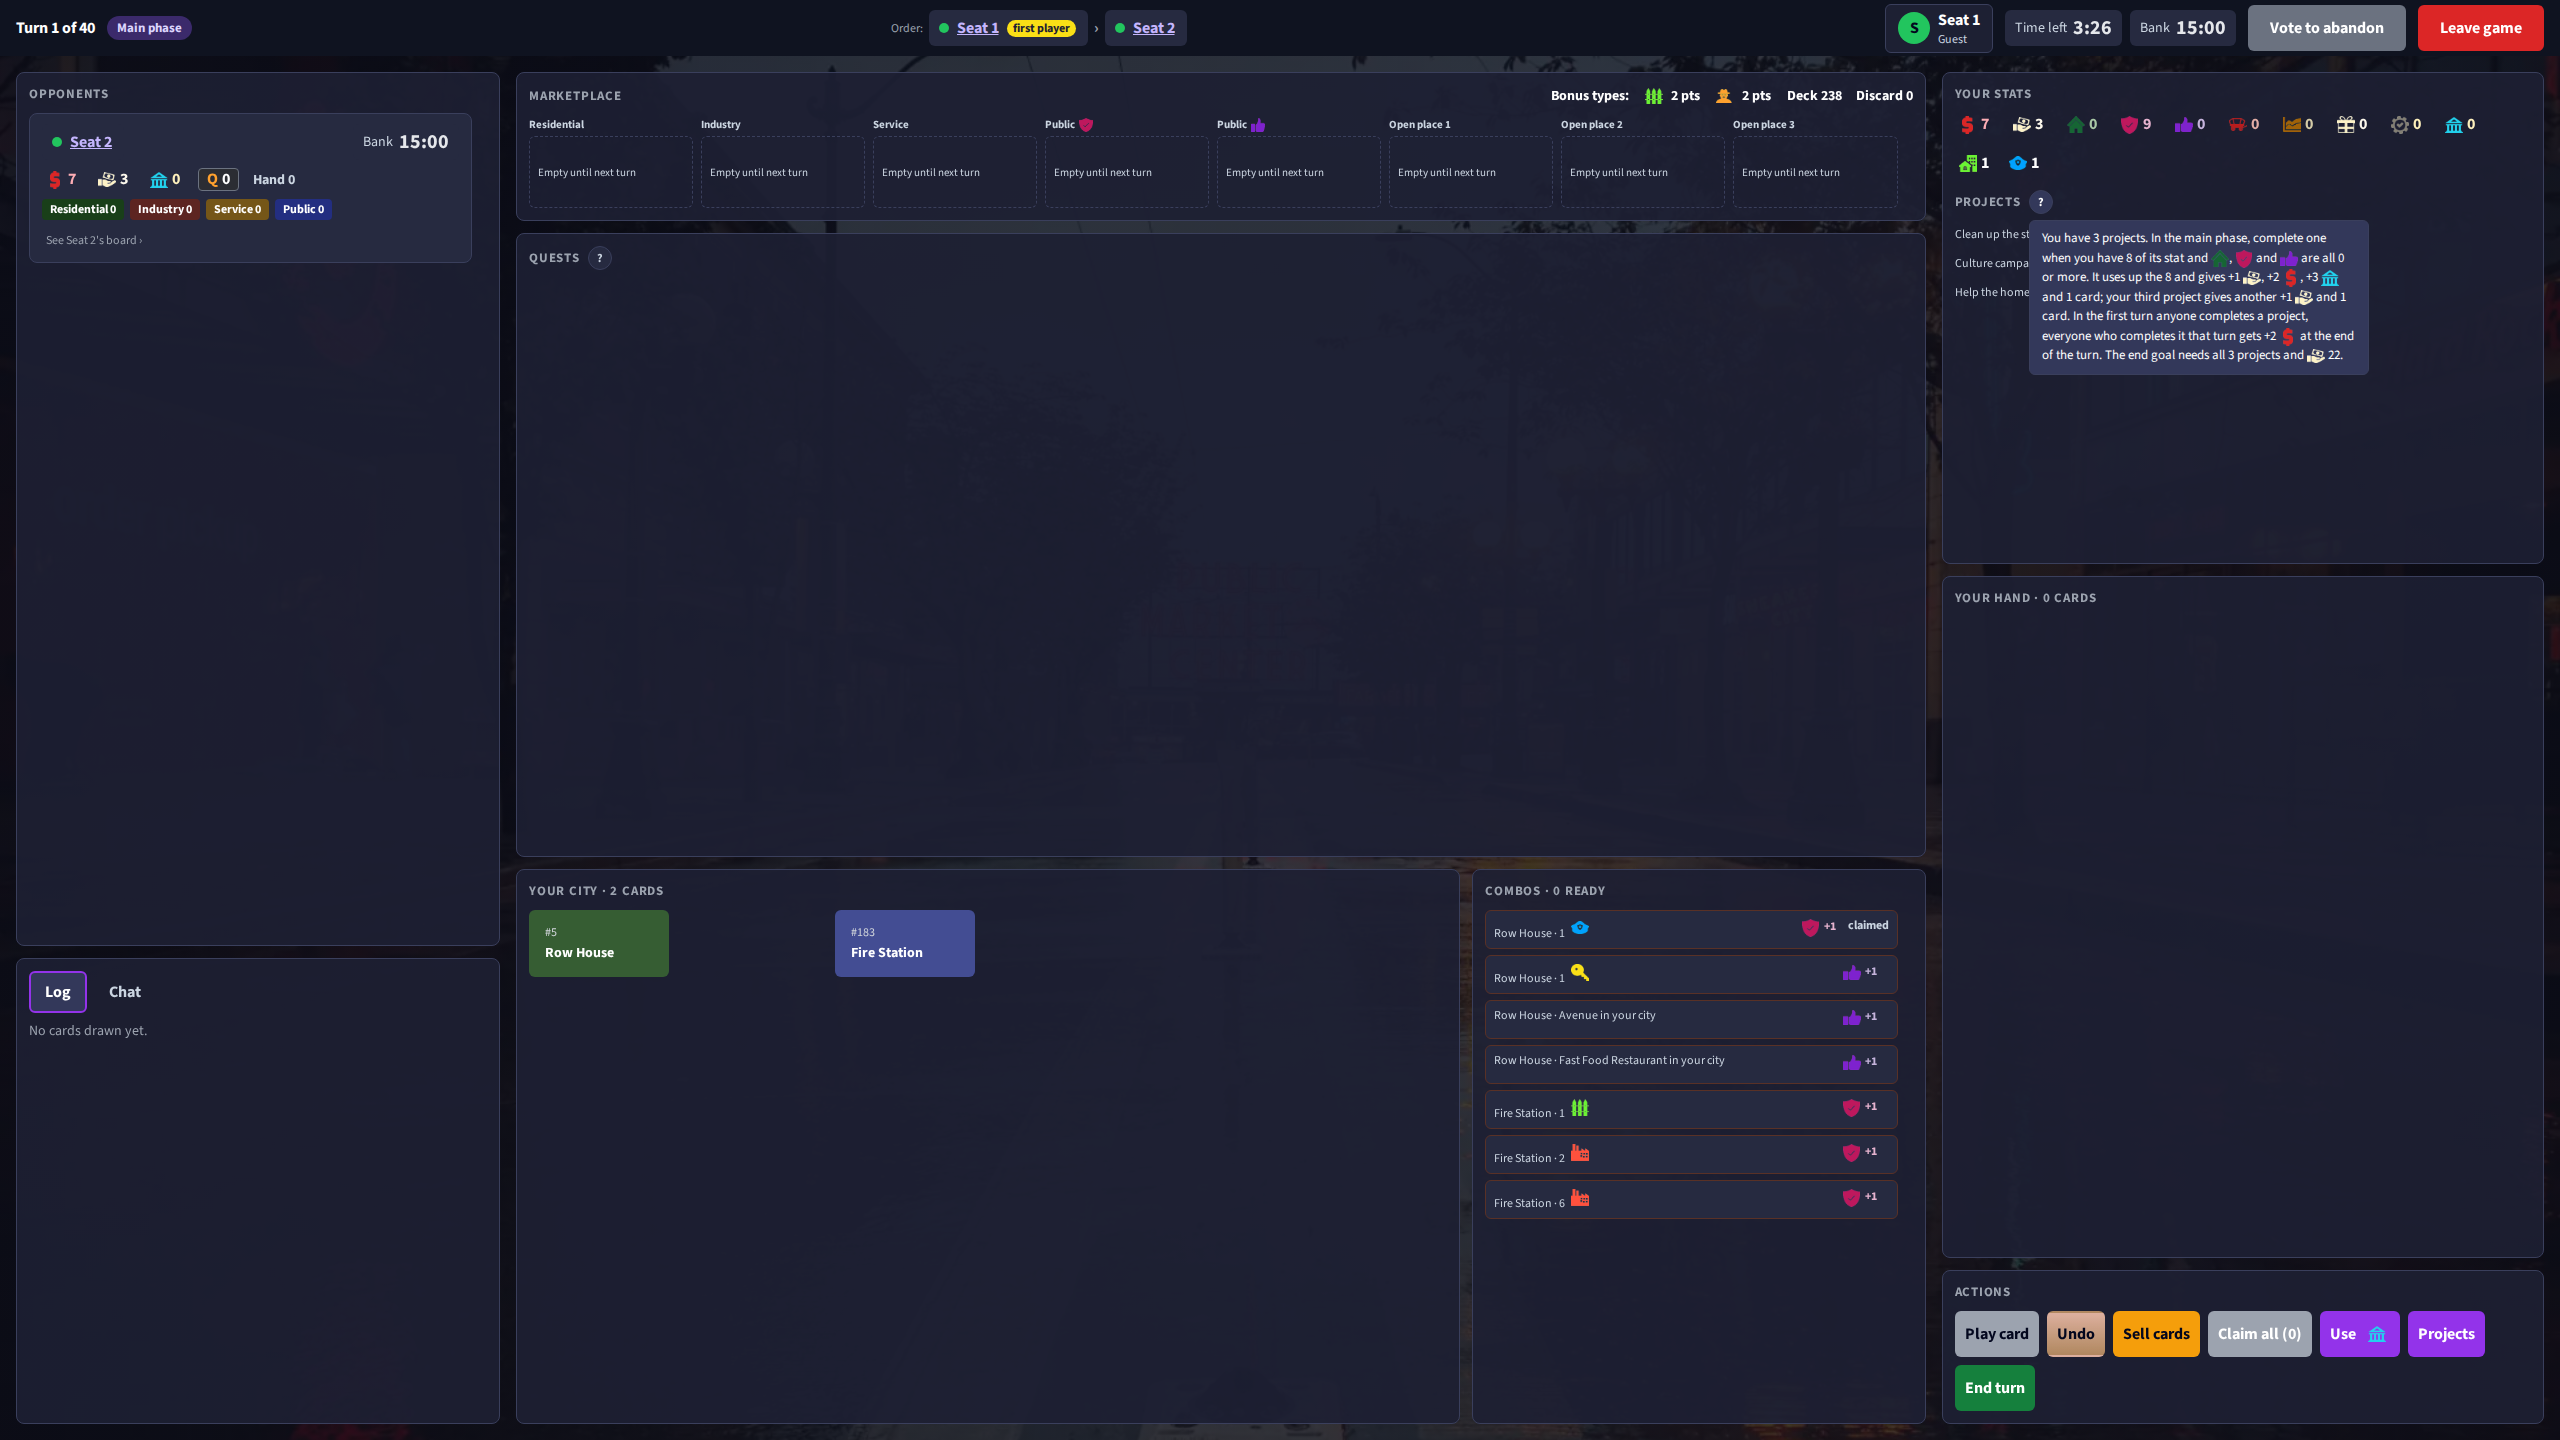 Turn 1 of 40 Main phase
Order: Seat 1 first player › Seat 2
S Seat 1 Guest
Time left 3:26 Bank 15:00 Vote to abandon Leave game
OPPONENTS
Seat 2 Bank 15:00
7 3 0 Q 0 Hand 0
Residential 0 Industry 0 Service 0 Public 0
See Seat 2's board ›
Log Chat
No cards drawn yet.
MARKETPLACE
Bonus types: 2 pts 2 pts Deck 238 Discard 0
Residential Industry Service Public Public Open place 1 Open place 2 Open place 3
Empty until next turn Empty until next turn Empty until next turn Empty until next turn Empty until next turn Empty until next turn Empty until next turn Empty until next turn
QUESTS ?
YOUR CITY · 2 CARDS
#5
Row House
#183
Fire Station
COMBOS · 0 READY
Row House · 1 +1 claimed
Row House · 1 +1
Row House · Avenue in your city +1
Row House · Fast Food Restaurant in your city +1
Fire Station · 1 +1
Fire Station · 2 +1
Fire Station · 6 +1
YOUR STATS
7 3 0 9 0 0 0 0 0 0
1 1
PROJECTS ?
Clean up the st
Culture campa
Help the home
You have 3 projects. In the main phase, complete one
when you have 8 of its stat and , and are all 0
or more. It uses up the 8 and gives +1 , +2 , +3
and 1 card; your third project gives another +1 and 1
card. In the first turn anyone completes a project,
everyone who completes it that turn gets +2 at the end
of the turn. The end goal needs all 3 projects and 22.
YOUR HAND · 0 CARDS
ACTIONS
Play card Undo Sell cards Claim all (0) Use Projects
End turn